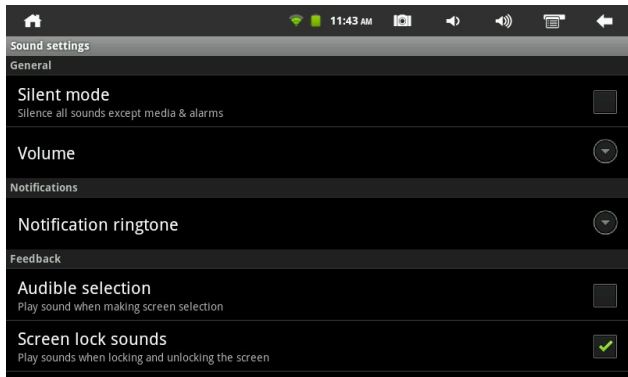 11:43 AM
Sound settings
General
Silent mode
Silence all sounds except media & alarms
Volume
Notifications
Notification ringtone
Feedback
Audible selection
Play sound when making screen selection
Screen lock sounds
Play sounds when locking and unlocking the screen